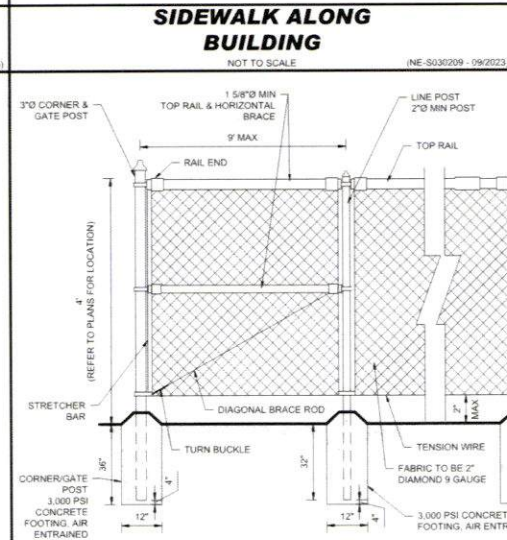 SIDEWALK ALONG
BUILDING
NOT TO SCALE
(NE-S030209 - 09/2023
3"Ø CORNER &
GATE POST
1 5/8"Ø MIN
TOP RAIL & HORIZONTAL
BRACE
LINE POST
2"Ø MIN POST
9' MAX
TOP RAIL
RAIL END
4'
(REFER TO PLANS FOR LOCATION)
STRETCHER
BAR
DIAGONAL BRACE ROD
2"
MAX
TURN BUCKLE
TENSION WIRE
36"
32"
FABRIC TO BE 2"
DIAMOND 9 GAUGE
CORNER/GATE
POST
3,000 PSI
CONCRETE
FOOTING, AIR
ENTRAINED
4"
12"
12"
4"
3,000 PSI CONCRET
FOOTING, AIR ENTR